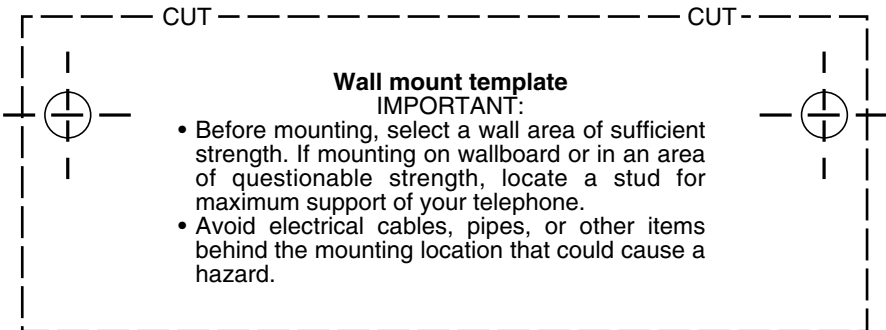 CUT CUT
Wall mount template
IMPORTANT:
• Before mounting, select a wall area of sufficient
strength. If mounting on wallboard or in an area
of questionable strength, locate a stud for
maximum support of your telephone.
• Avoid electrical cables, pipes, or other items
behind the mounting location that could cause a
hazard.